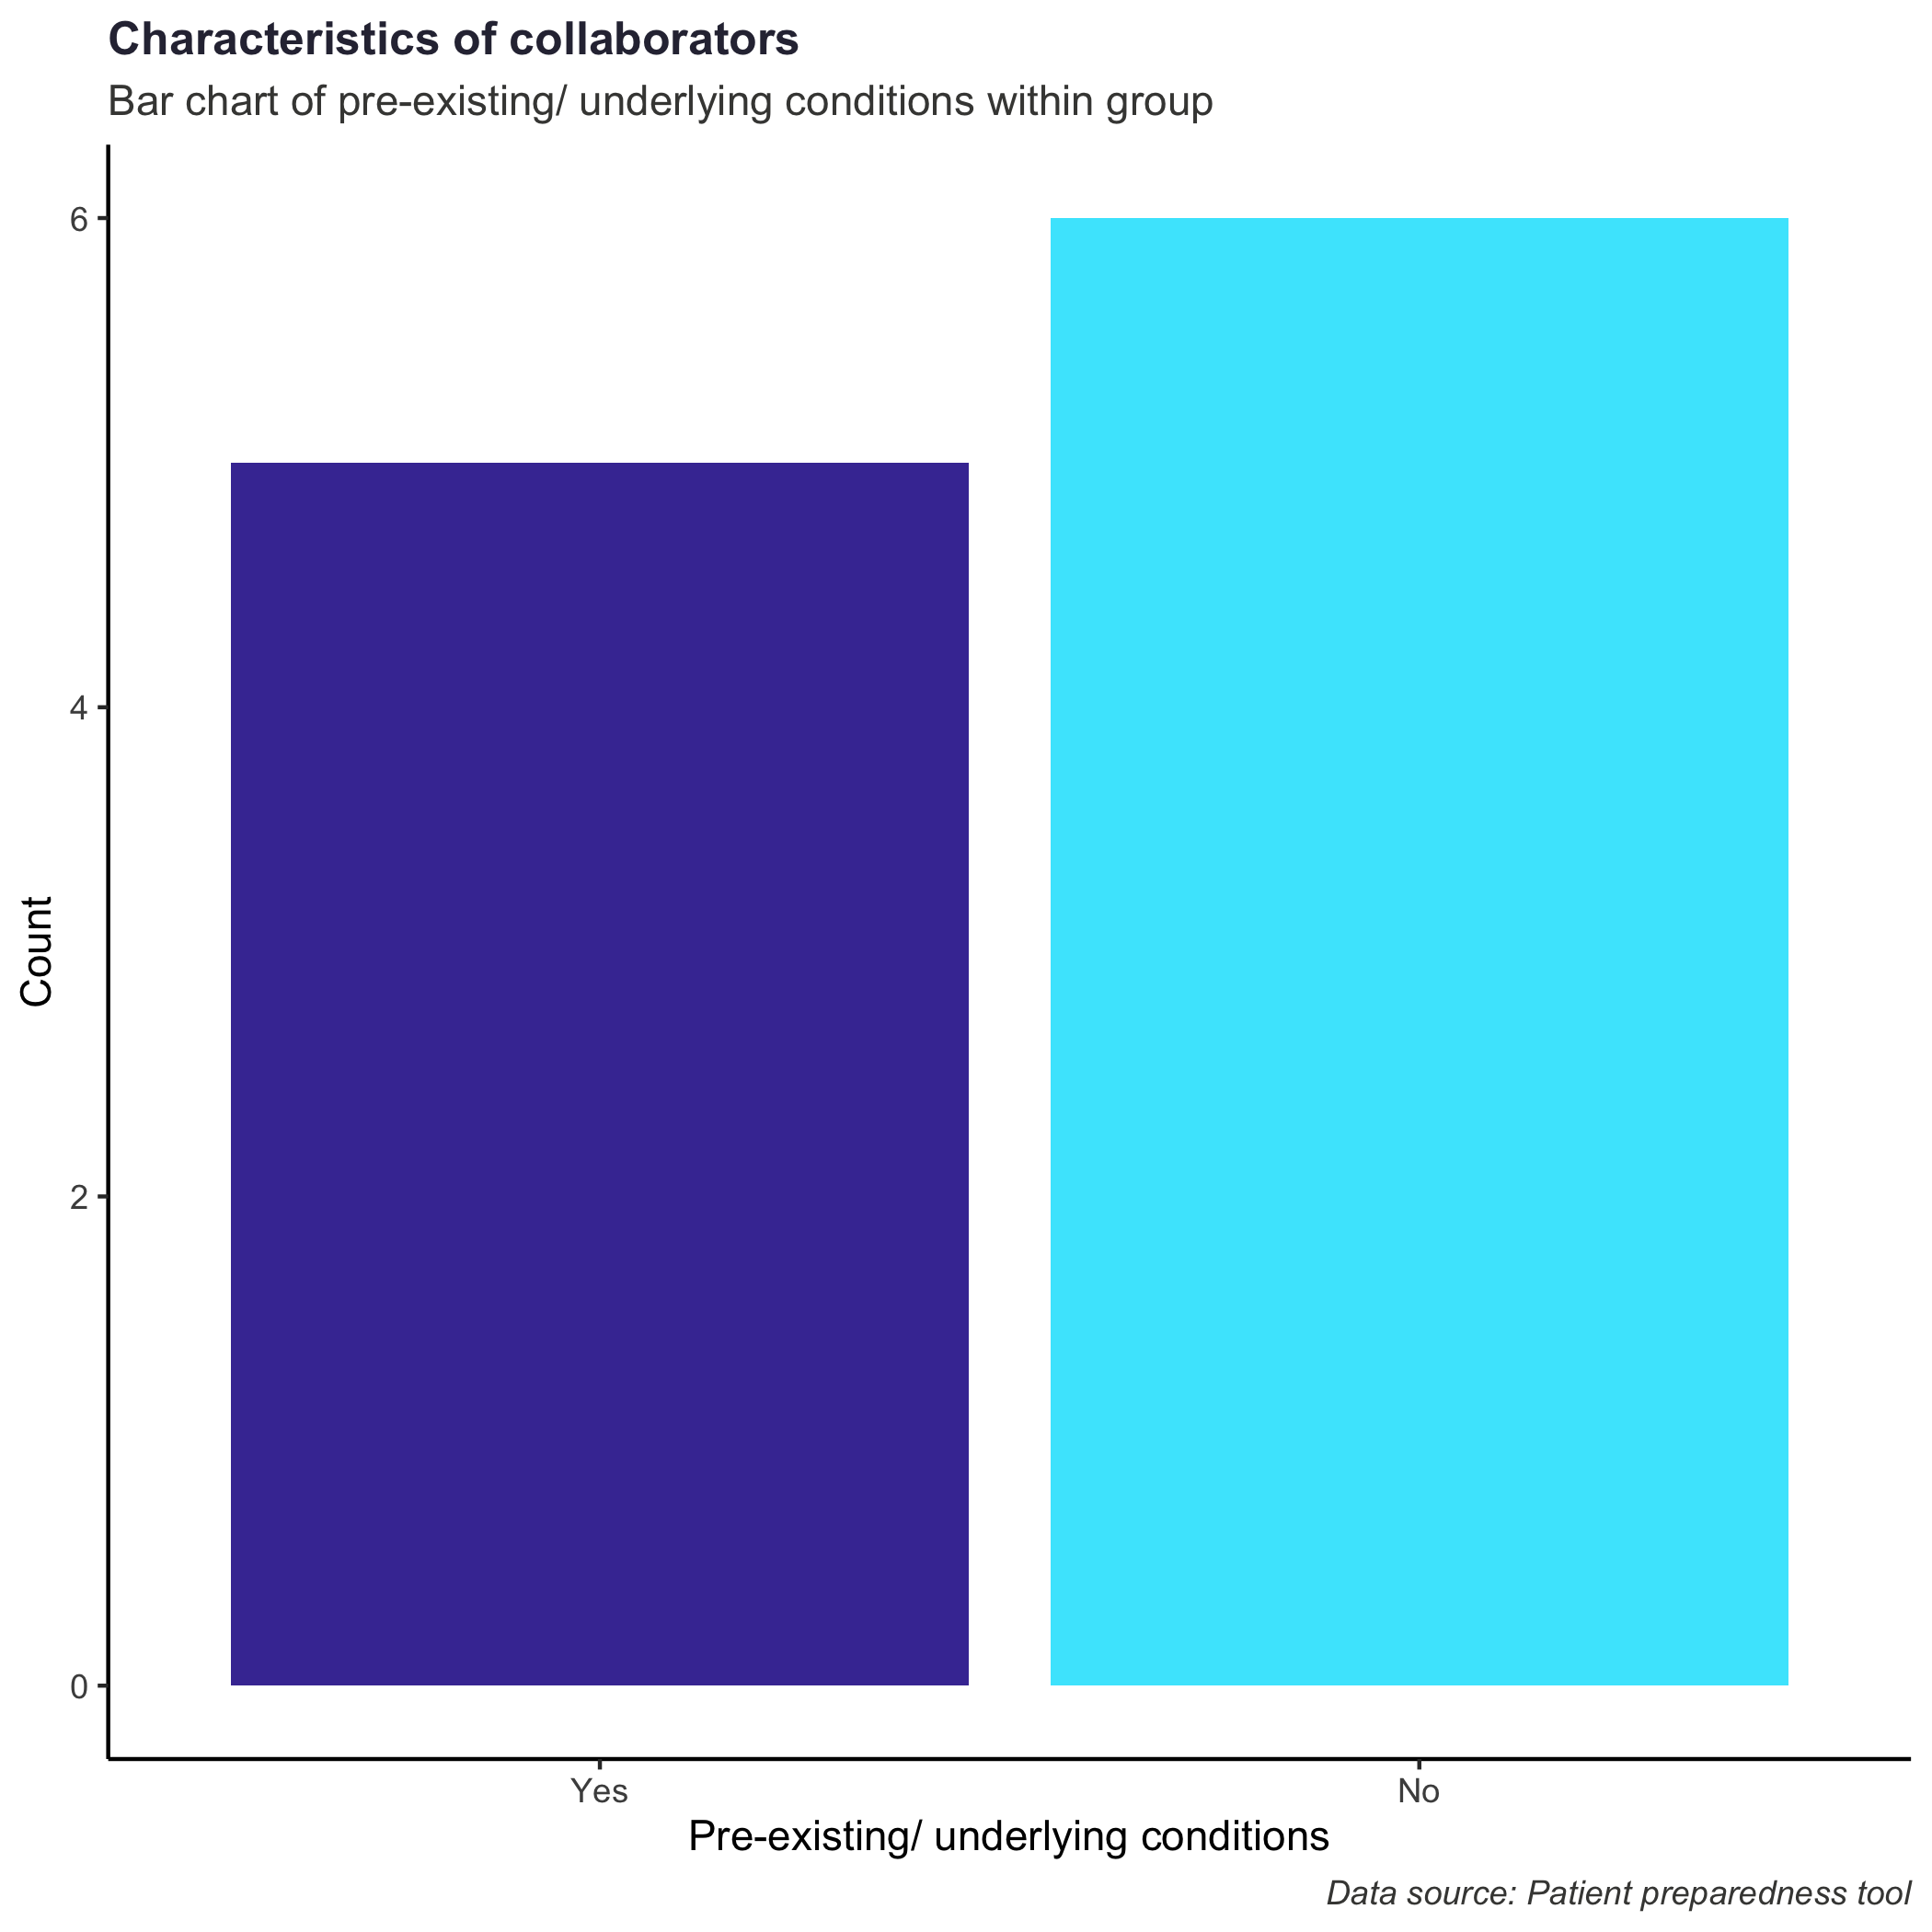 Characteristics of collaborators
Bar chart of pre-existing/ underlying conditions within group
6
4
2
0
Count
Yes
No
Pre-existing/ underlying conditions
Data source: Patient preparedness tool